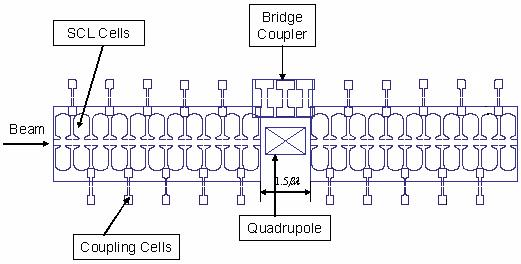 SCL Cells
Bridge
Coupler
Beam
1.5βλ
Quadrupole
Coupling Cells